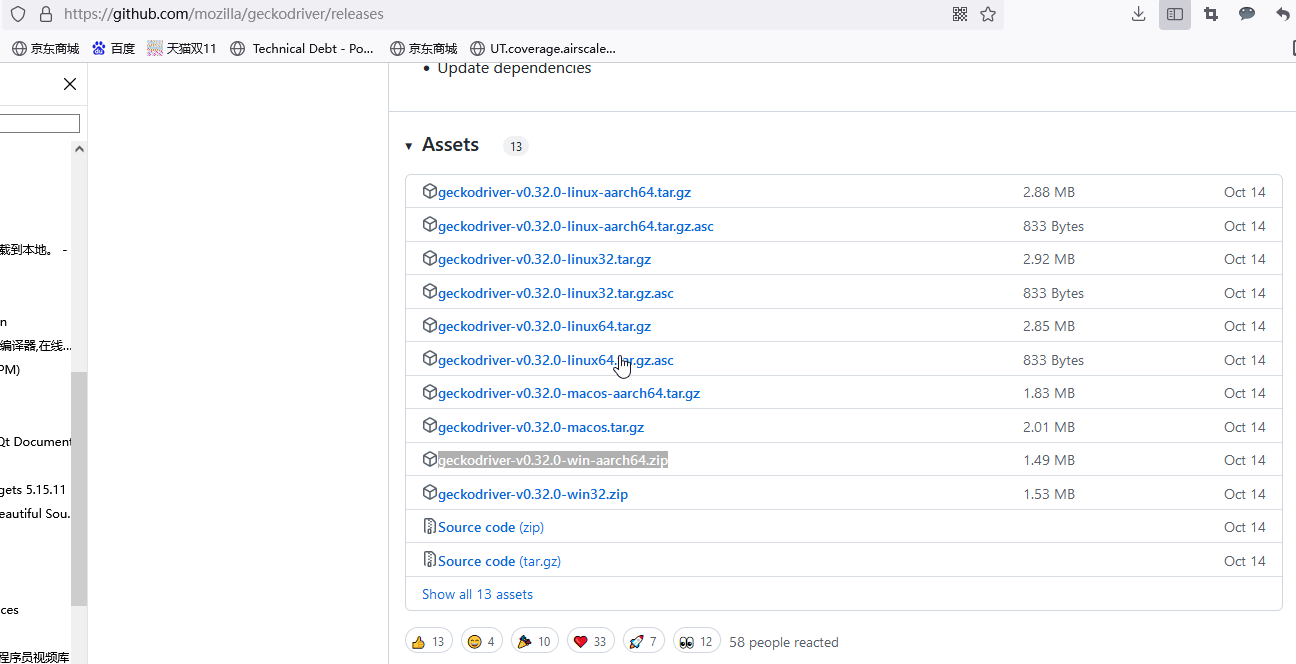 https://github.com/mozilla/geckodriver/releases
京东商城 百度 天猫双11 Technical Debt - Po... 京东商城 UT.coverage.airscale...
载到本地。 -
n
编译器,在线...
PM)
Qt Document
gets 5.15.11
eautiful Sou.
ces
程序员视频库
• Update dependencies
▾ Assets 13
geckodriver-v0.32.0-linux-aarch64.tar.gz 2.88 MB Oct 14
geckodriver-v0.32.0-linux-aarch64.tar.gz.asc 833 Bytes Oct 14
geckodriver-v0.32.0-linux32.tar.gz 2.92 MB Oct 14
geckodriver-v0.32.0-linux32.tar.gz.asc 833 Bytes Oct 14
geckodriver-v0.32.0-linux64.tar.gz 2.85 MB Oct 14
geckodriver-v0.32.0-linux64.tar.gz.asc 833 Bytes Oct 14
geckodriver-v0.32.0-macos-aarch64.tar.gz 1.83 MB Oct 14
geckodriver-v0.32.0-macos.tar.gz 2.01 MB Oct 14
geckodriver-v0.32.0-win-aarch64.zip 1.49 MB Oct 14
geckodriver-v0.32.0-win32.zip 1.53 MB Oct 14
Source code (zip) Oct 14
Source code (tar.gz) Oct 14
Show all 13 assets
13 4 10 33 7 12 58 people reacted